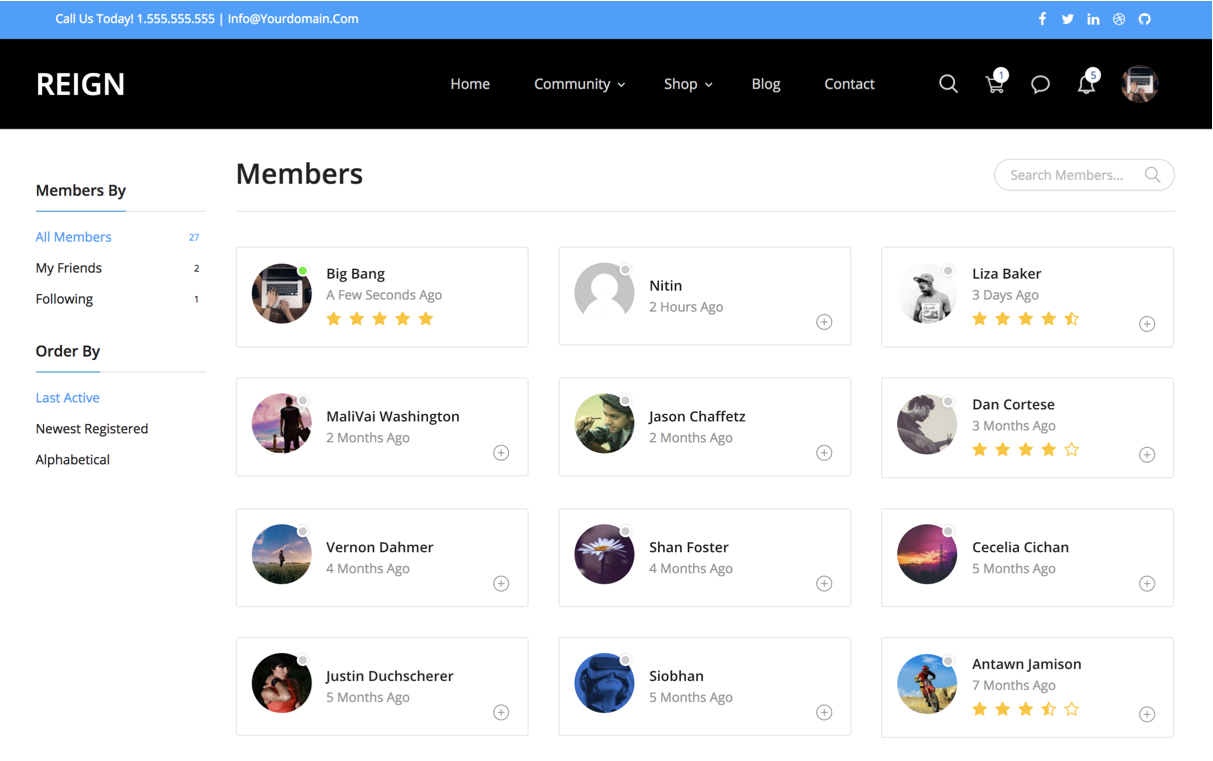 Call Us Today! 1.555.555.555 | Info@Yourdomain.Com
REIGN
Home Community Shop Blog Contact
1
5
Members By
All Members 27
My Friends 2
Following 1
Order By
Last Active
Newest Registered
Alphabetical
Members
Search Members...
Big Bang
A Few Seconds Ago
Nitin
2 Hours Ago
Liza Baker
3 Days Ago
MaliVai Washington
2 Months Ago
Jason Chaffetz
2 Months Ago
Dan Cortese
3 Months Ago
Vernon Dahmer
4 Months Ago
Shan Foster
4 Months Ago
Cecelia Cichan
5 Months Ago
Justin Duchscherer
5 Months Ago
Siobhan
5 Months Ago
Antawn Jamison
7 Months Ago